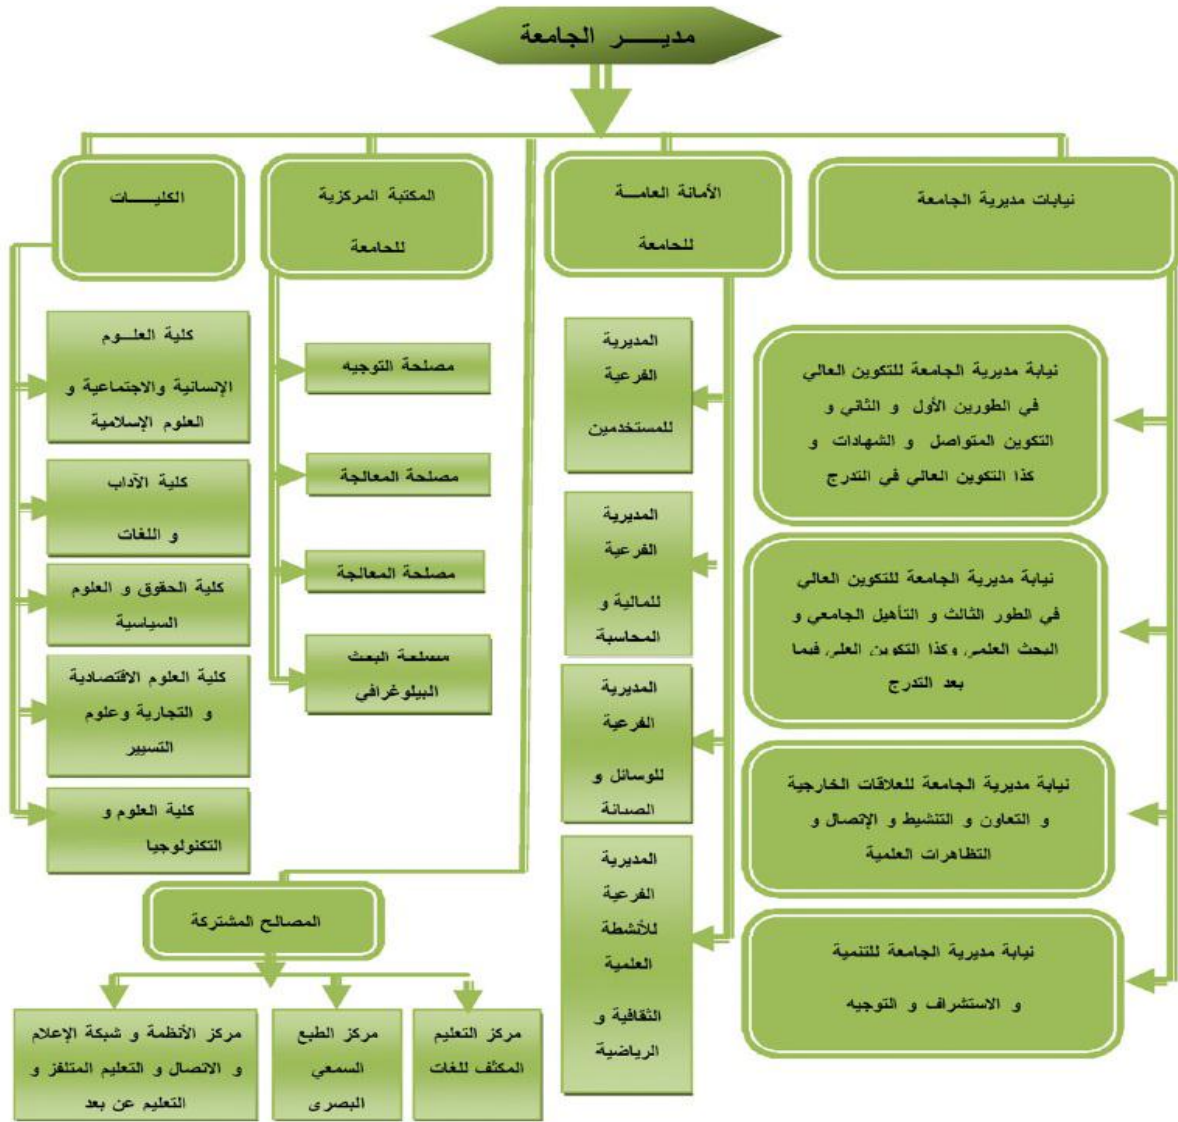 مديـــــر الجامعة
نيابات مديرية الجامعة
الأمانة العامـــة
للجامعة
المكتبة المركزية
للجامعة
الكليـــــات
نيابة مديرية الجامعة للتكوين العالي
في الطورين الأول و الثاني و
التكوين المتواصل و الشهادات و
كذا التكوين العالي في التدرج
نيابة مديرية الجامعة للتكوين العالي
في الطور الثالث و التأهيل الجامعي و
البحث العلمي وكذا التكوين العلي فيما
بعد التدرج
نيابة مديرية الجامعة للعلاقات الخارجية
و التعاون و التنشيط و الإتصال و
التظاهرات العلمية
نيابة مديرية الجامعة للتنمية
و الاستشراف و التوجيه
المديرية
الفرعية
للمستخدمين
المديرية
الفرعية
للمالية و
المحاسبة
المديرية
الفرعية
للوسائل و
الصيانة
المديرية
الفرعية
للأنشطة
العلمية
الثقافية و
الرياضية
مصلحة التوجيه
مصلحة المعالجة
مصلحة المعالجة
مصلحة البحث
البيلوغرافي
كلية العلـــوم
الإنسانية والاجتماعية و
العلوم الإسلامية
كلية الآداب
و اللغات
كلية الحقوق و العلوم
السياسية
كلية العلوم الاقتصادية
و التجارية وعلوم
التسيير
كلية العلوم و
التكنولوجيا
المصالح المشتركة
مركز التعليم
المكثف للغات
مركز الطبع
السمعي
البصري
مركز الأنظمة و شبكة الإعلام
و الاتصال و التعليم المتلفز و
التعليم عن بعد